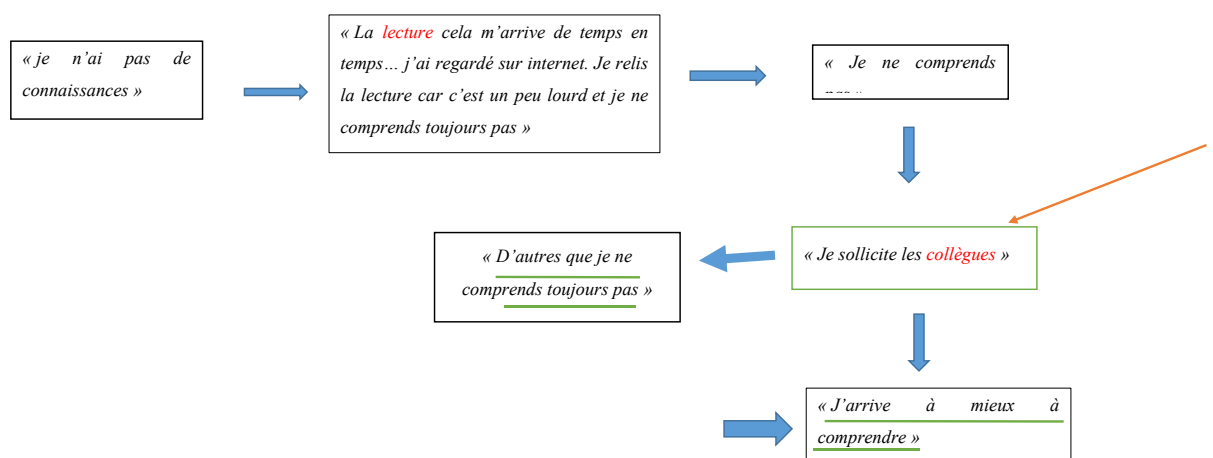 « je n'ai pas de
connaissances »
« La lecture cela m'arrive de temps en
temps… j'ai regardé sur internet. Je relis
la lecture car c'est un peu lourd et je ne
comprends toujours pas »
« Je ne comprends
« Je sollicite les collègues »
« D'autres que je ne
comprends toujours pas »
« J'arrive à mieux à
comprendre »